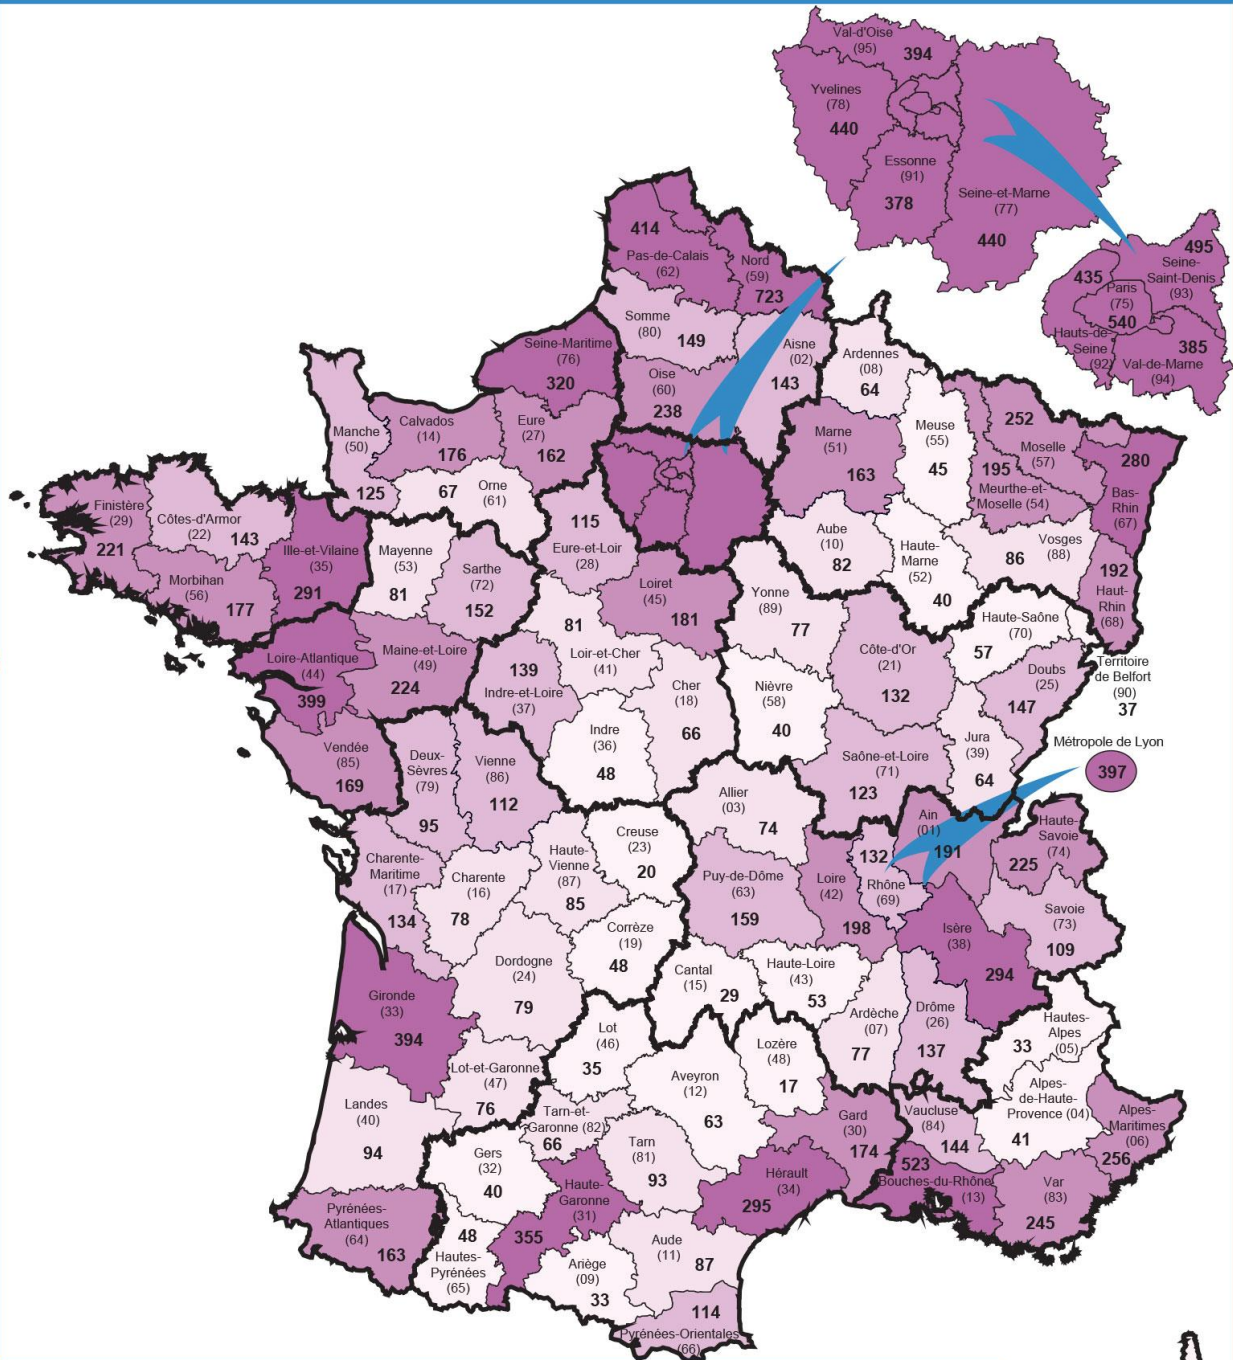 Val-d'Oise
(95)
394
Yvelines
(78)
440
Essonne
(91)
378
Seine-et-Marne
(77)
440
495
Seine-
Saint-Denis
(93)
435
Paris
(75)
540
Hauts-de-
Seine
(92)
385
Val-de-Marne
(94)
414
Pas-de-Calais
(62)
Nord
(59)
723
Somme
(80)
149
Aisne
(02)
143
Ardennes
(08)
64
Seine-Maritime
(76)
320
Oise
(60)
238
Manche
(50)
125
Calvados
(14)
176
Eure
(27)
162
Marne
(51)
163
Meuse
(55)
45
252
Moselle
(57)
195
Meurthe-et-
Moselle (54)
280
Bas-
Rhin
(67)
67
Orne
(61)
Finistère
(29)
221
Côtes-d'Armor
(22)
143
Ille-et-Vilaine
(35)
291
Morbihan
(56)
177
Mayenne
(53)
81
Sarthe
(72)
152
115
Eure-et-Loir
(28)
Loiret
(45)
181
Aube
(10)
82
Haute-
Marne
(52)
40
Vosges
(88)
86
192
Haut-
Rhin
(68)
Yonne
(89)
77
Côte-d'Or
(21)
132
Haute-Saône
(70)
57
Doubs
(25)
147
Territoire
de Belfort
(90)
37
Loire-Atlantique
(44)
399
Maine-et-Loire
(49)
224
139
Indre-et-Loire
(37)
81
Loir-et-Cher
(41)
Cher
(18)
66
Nièvre
(58)
40
Indre
(36)
48
Vendée
(85)
169
Deux-
Sèvres
(79)
95
Vienne
(86)
112
Saône-et-Loire
(71)
123
Jura
(39)
64
Métropole de Lyon
397
Allier
(03)
74
Ain
(01)
191
Haute-
Savoie
(74)
225
Charente-
Maritime
(17)
134
Charente
(16)
78
Haute-
Vienne
(87)
85
Creuse
(23)
20
Puy-de-Dôme
(63)
159
Loire
(42)
198
132
Rhône
(69)
Isère
(38)
294
Savoie
(73)
109
Corrèze
(19)
48
Dordogne
(24)
79
Gironde
(33)
394
Cantal
(15)
29
Haute-Loire
(43)
53
Ardèche
(07)
77
Drôme
(26)
137
Hautes-
Alpes
(05)
33
Lot
(46)
35
Lozère
(48)
17
Aveyron
(12)
63
Lot-et-Garonne
(47)
76
Landes
(40)
94
Tarn-et-
Garonne (82)
66
Tarn
(81)
93
Gard
(30)
174
Vaucluse
(84)
144
Alpes-
de-Haute-
Provence (04)
41
Alpes-
Maritimes
(06)
256
Gers
(32)
40
Haute-
Garonne
(31)
355
Hérault
(34)
295
523
Bouches-du-Rhône
(13)
Var
(83)
245
Pyrénées-
Atlantiques
(64)
163
48
Hautes-
Pyrénées
(65)
Ariège
(09)
33
Aude
(11)
87
114
Pyrénées-Orientales
(66)